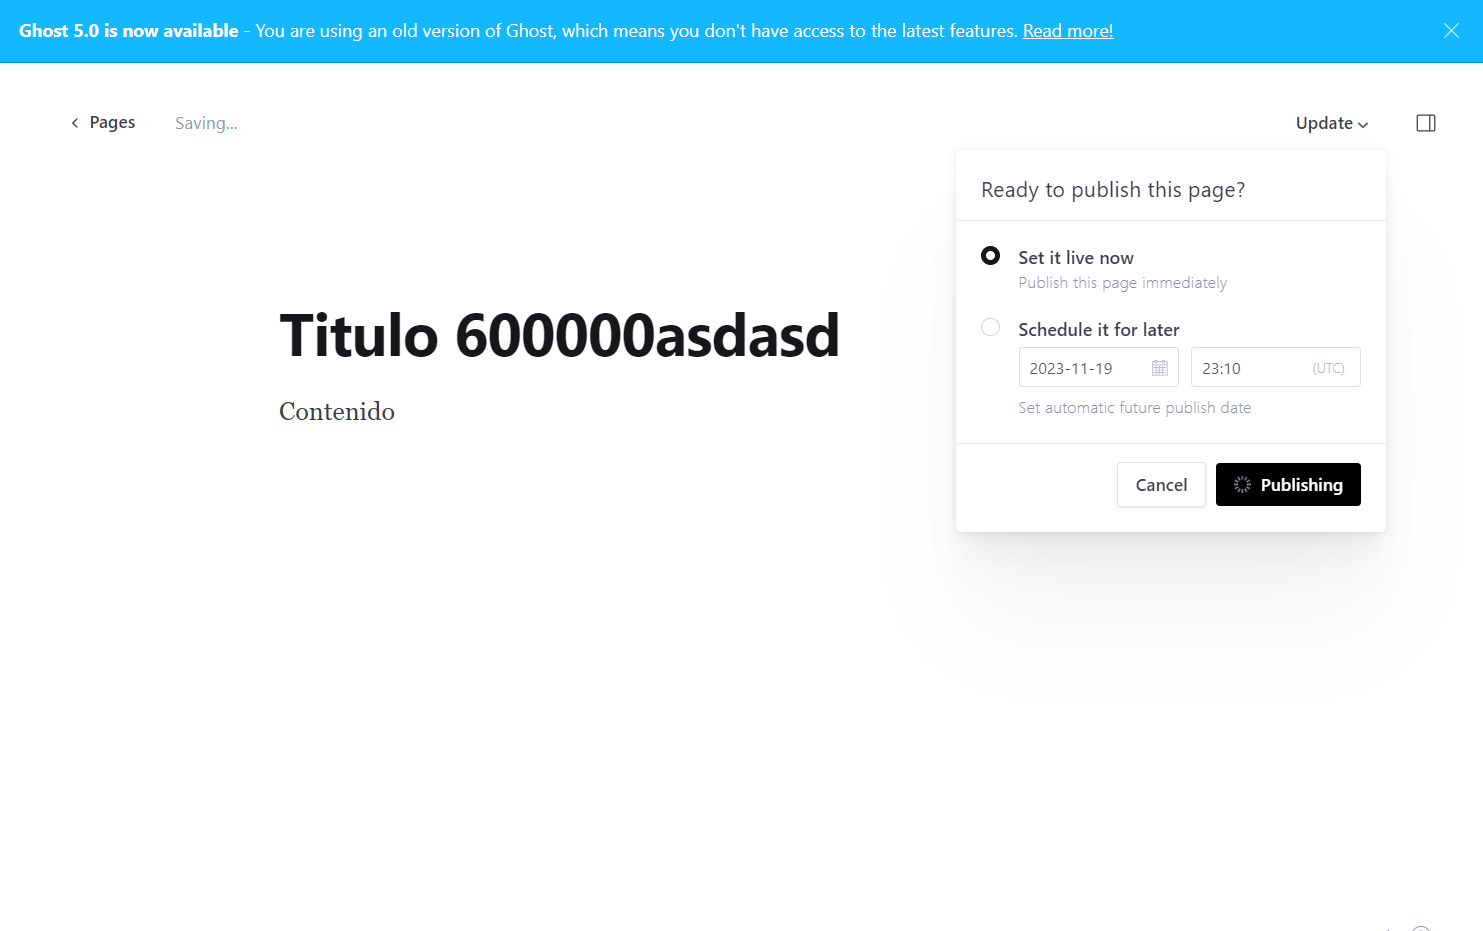 Ghost 5.0 is now available - You are using an old version of Ghost, which means you don't have access to the latest features. Read more!
Pages
Saving...
Update
Ready to publish this page?
Set it live now
Publish this page immediately
Schedule it for later
2023-11-19
23:10
(UTC)
Set automatic future publish date
Cancel
Publishing
Titulo 600000asdasd
Contenido